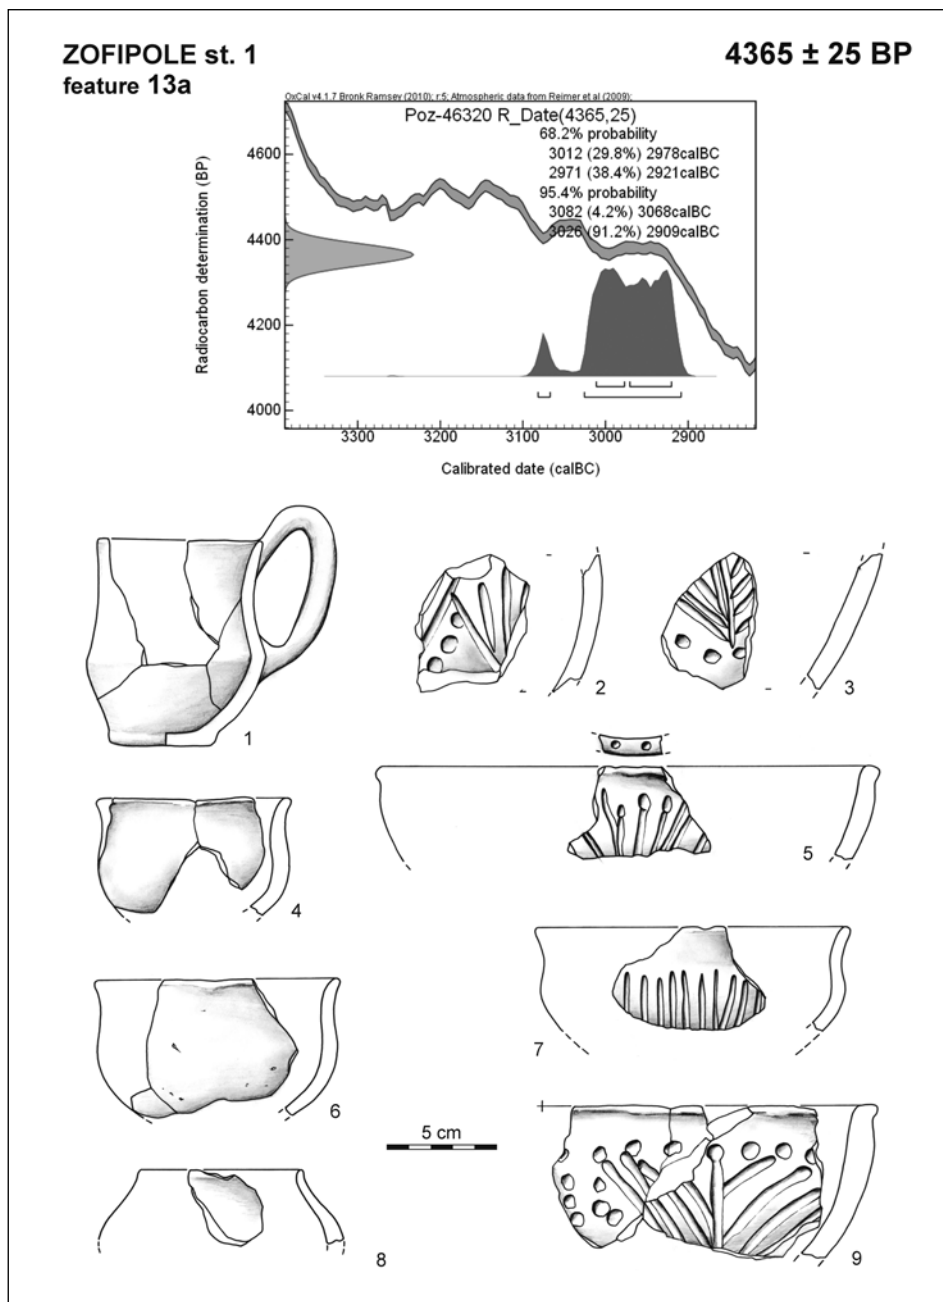 ZOFIPOLE st. 1
feature 13a
4365 ± 25 BP
OxCal v4.1.7 Bronk Ramsey (2010); r:5; Atmospheric data from Reimer et al (2009);
Poz-46320 R_Date(4365,25)
68.2% probability
3012 (29.8%) 2978calBC
2971 (38.4%) 2921calBC
95.4% probability
3082 (4.2%) 3068calBC
3026 (91.2%) 2909calBC
Radiocarbon determination (BP)
4600
4400
4200
4000
3300 3200 3100 3000 2900
Calibrated date (calBC)
1
2
3
4
5
6
7
5 cm
8
9